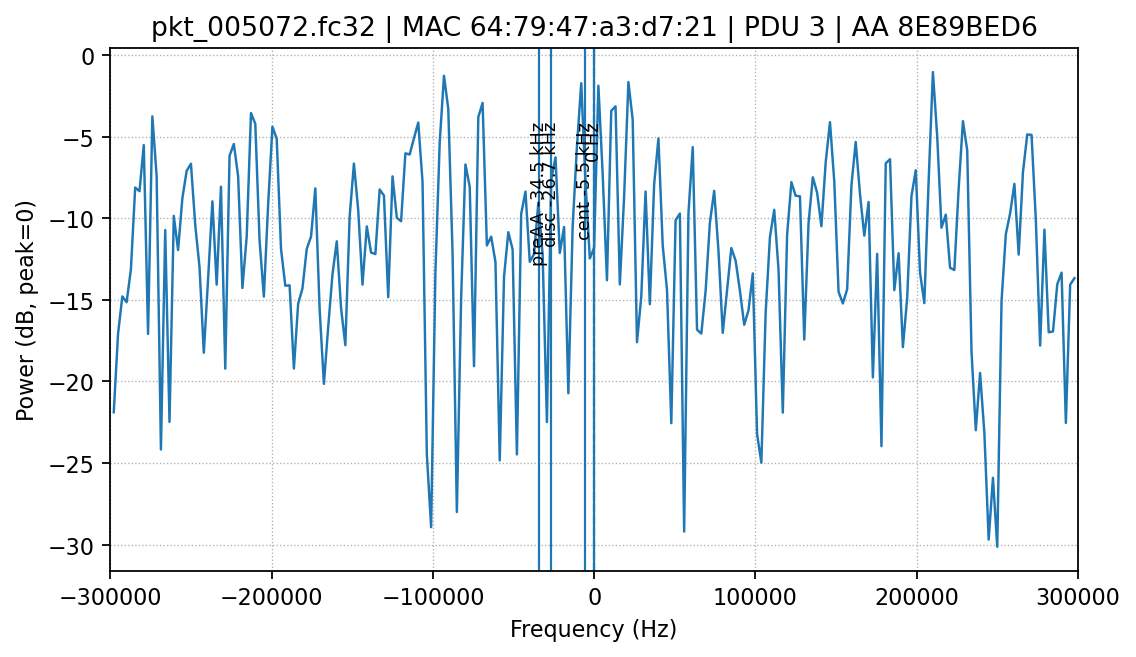 pkt_005072.fc32 | MAC 64:79:47:a3:d7:21 | PDU 3 | AA 8E89BED6
Power (dB, peak=0)
0
−5
−10
−15
−20
−25
−30
preAA -34.5 kHz
disc -26.7 kHz
cent -5.5 kHz
0 Hz
−300000
−200000
−100000
0
100000
200000
300000
Frequency (Hz)